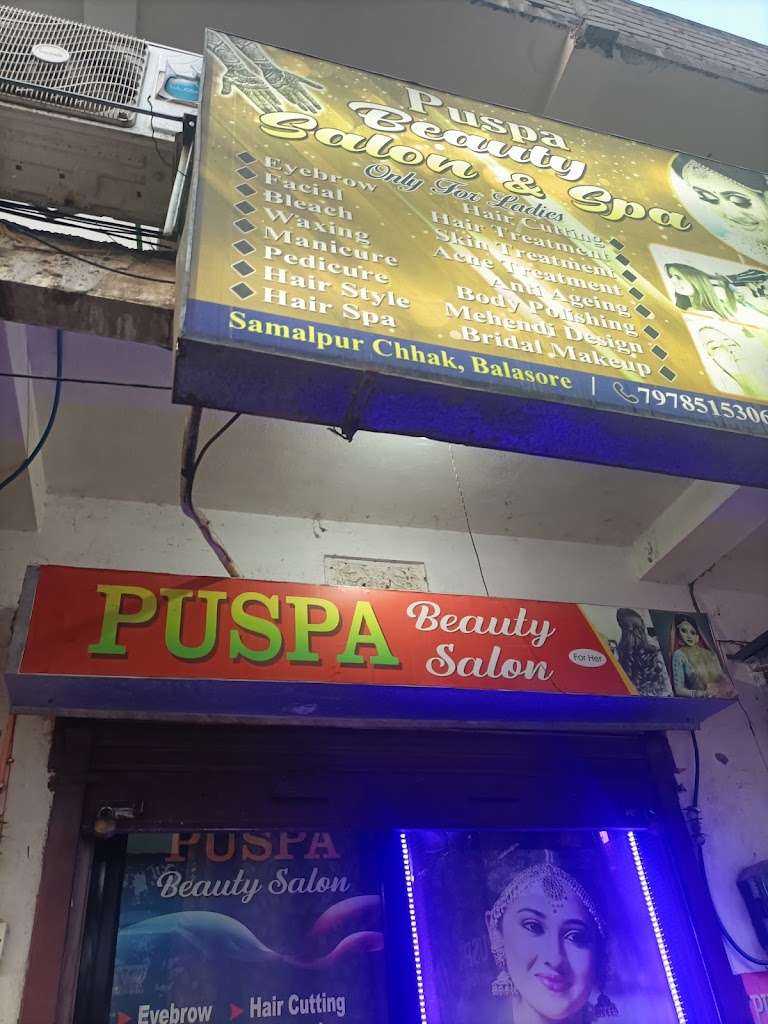 Puspa
Beauty
Salon & Spa
Only For Ladies
Eyebrow
Facial
Bleach
Waxing
Manicure
Pedicure
Hair Style
Hair Spa
Hair Cutting
Hair Treatment
Skin Treatment
Acne Treatment
Anti Ageing
Body Polishing
Mehendi Design
Bridal Makeup
Samalpur Chhak, Balasore | 7978515306
PUSPA Beauty
Salon
For Her
PUSPA
Beauty Salon
Eyebrow Hair Cutting